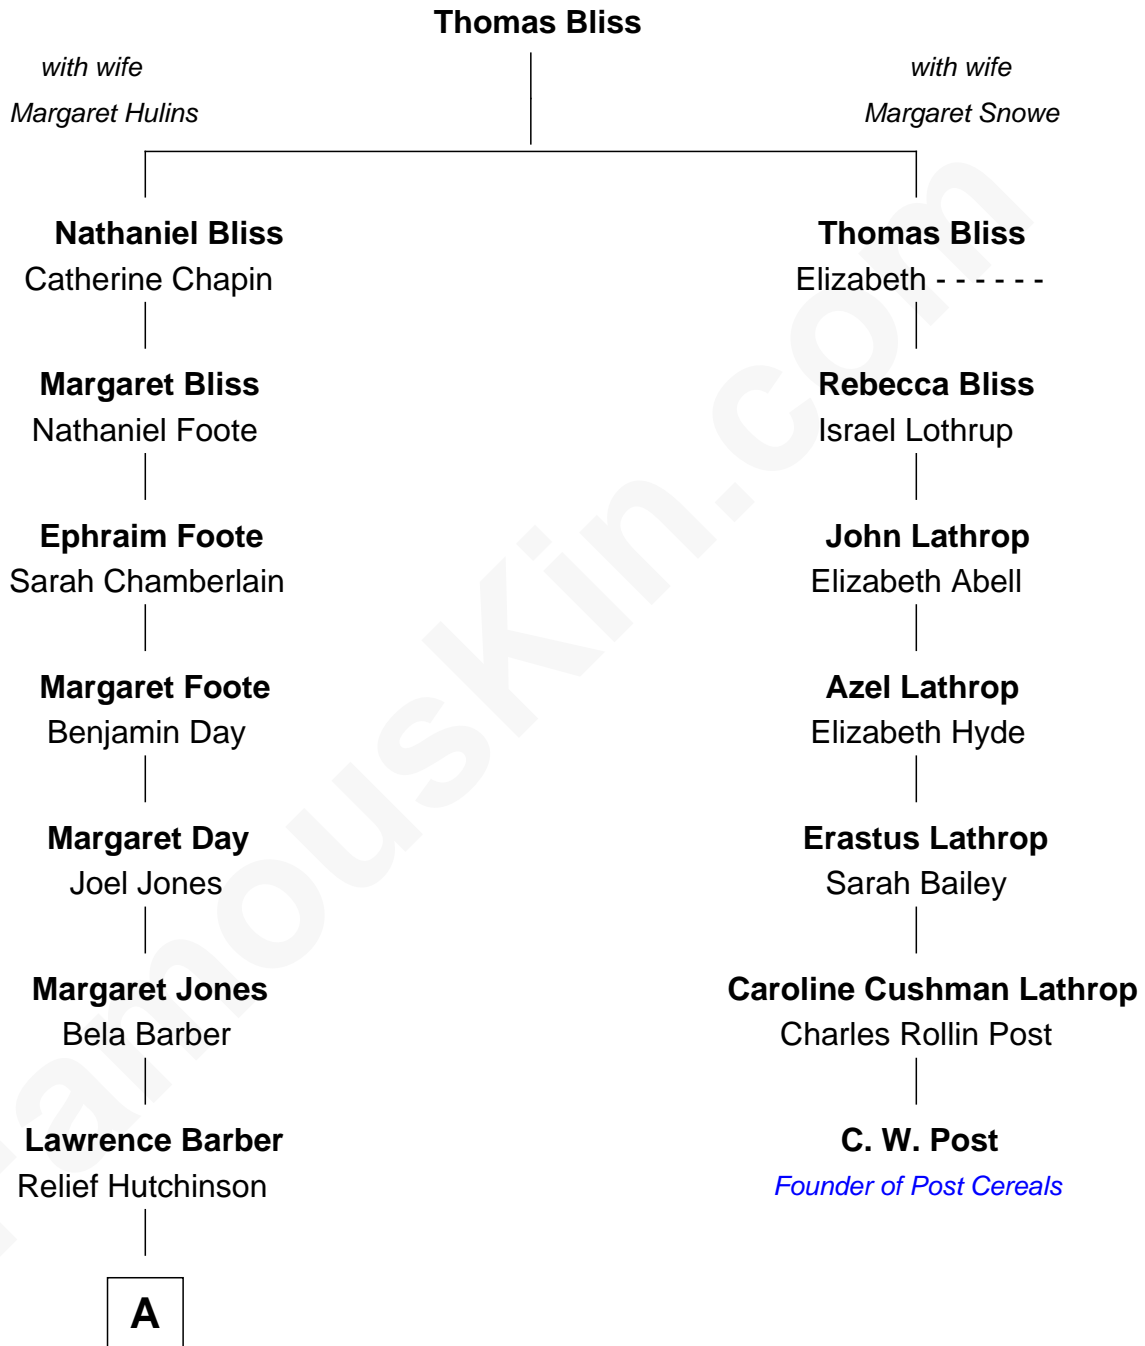 Thomas Bliss
with wife
Margaret Hulins
with wife
Margaret Snowe
Nathaniel Bliss
Catherine Chapin
Thomas Bliss
Elizabeth - - - - - -
Margaret Bliss
Nathaniel Foote
Rebecca Bliss
Israel Lothrup
Ephraim Foote
Sarah Chamberlain
John Lathrop
Elizabeth Abell
Margaret Foote
Benjamin Day
Azel Lathrop
Elizabeth Hyde
Margaret Day
Joel Jones
Erastus Lathrop
Sarah Bailey
Margaret Jones
Bela Barber
Caroline Cushman Lathrop
Charles Rollin Post
Lawrence Barber
Relief Hutchinson
C. W. Post
Founder of Post Cereals
A
FamousKin.com